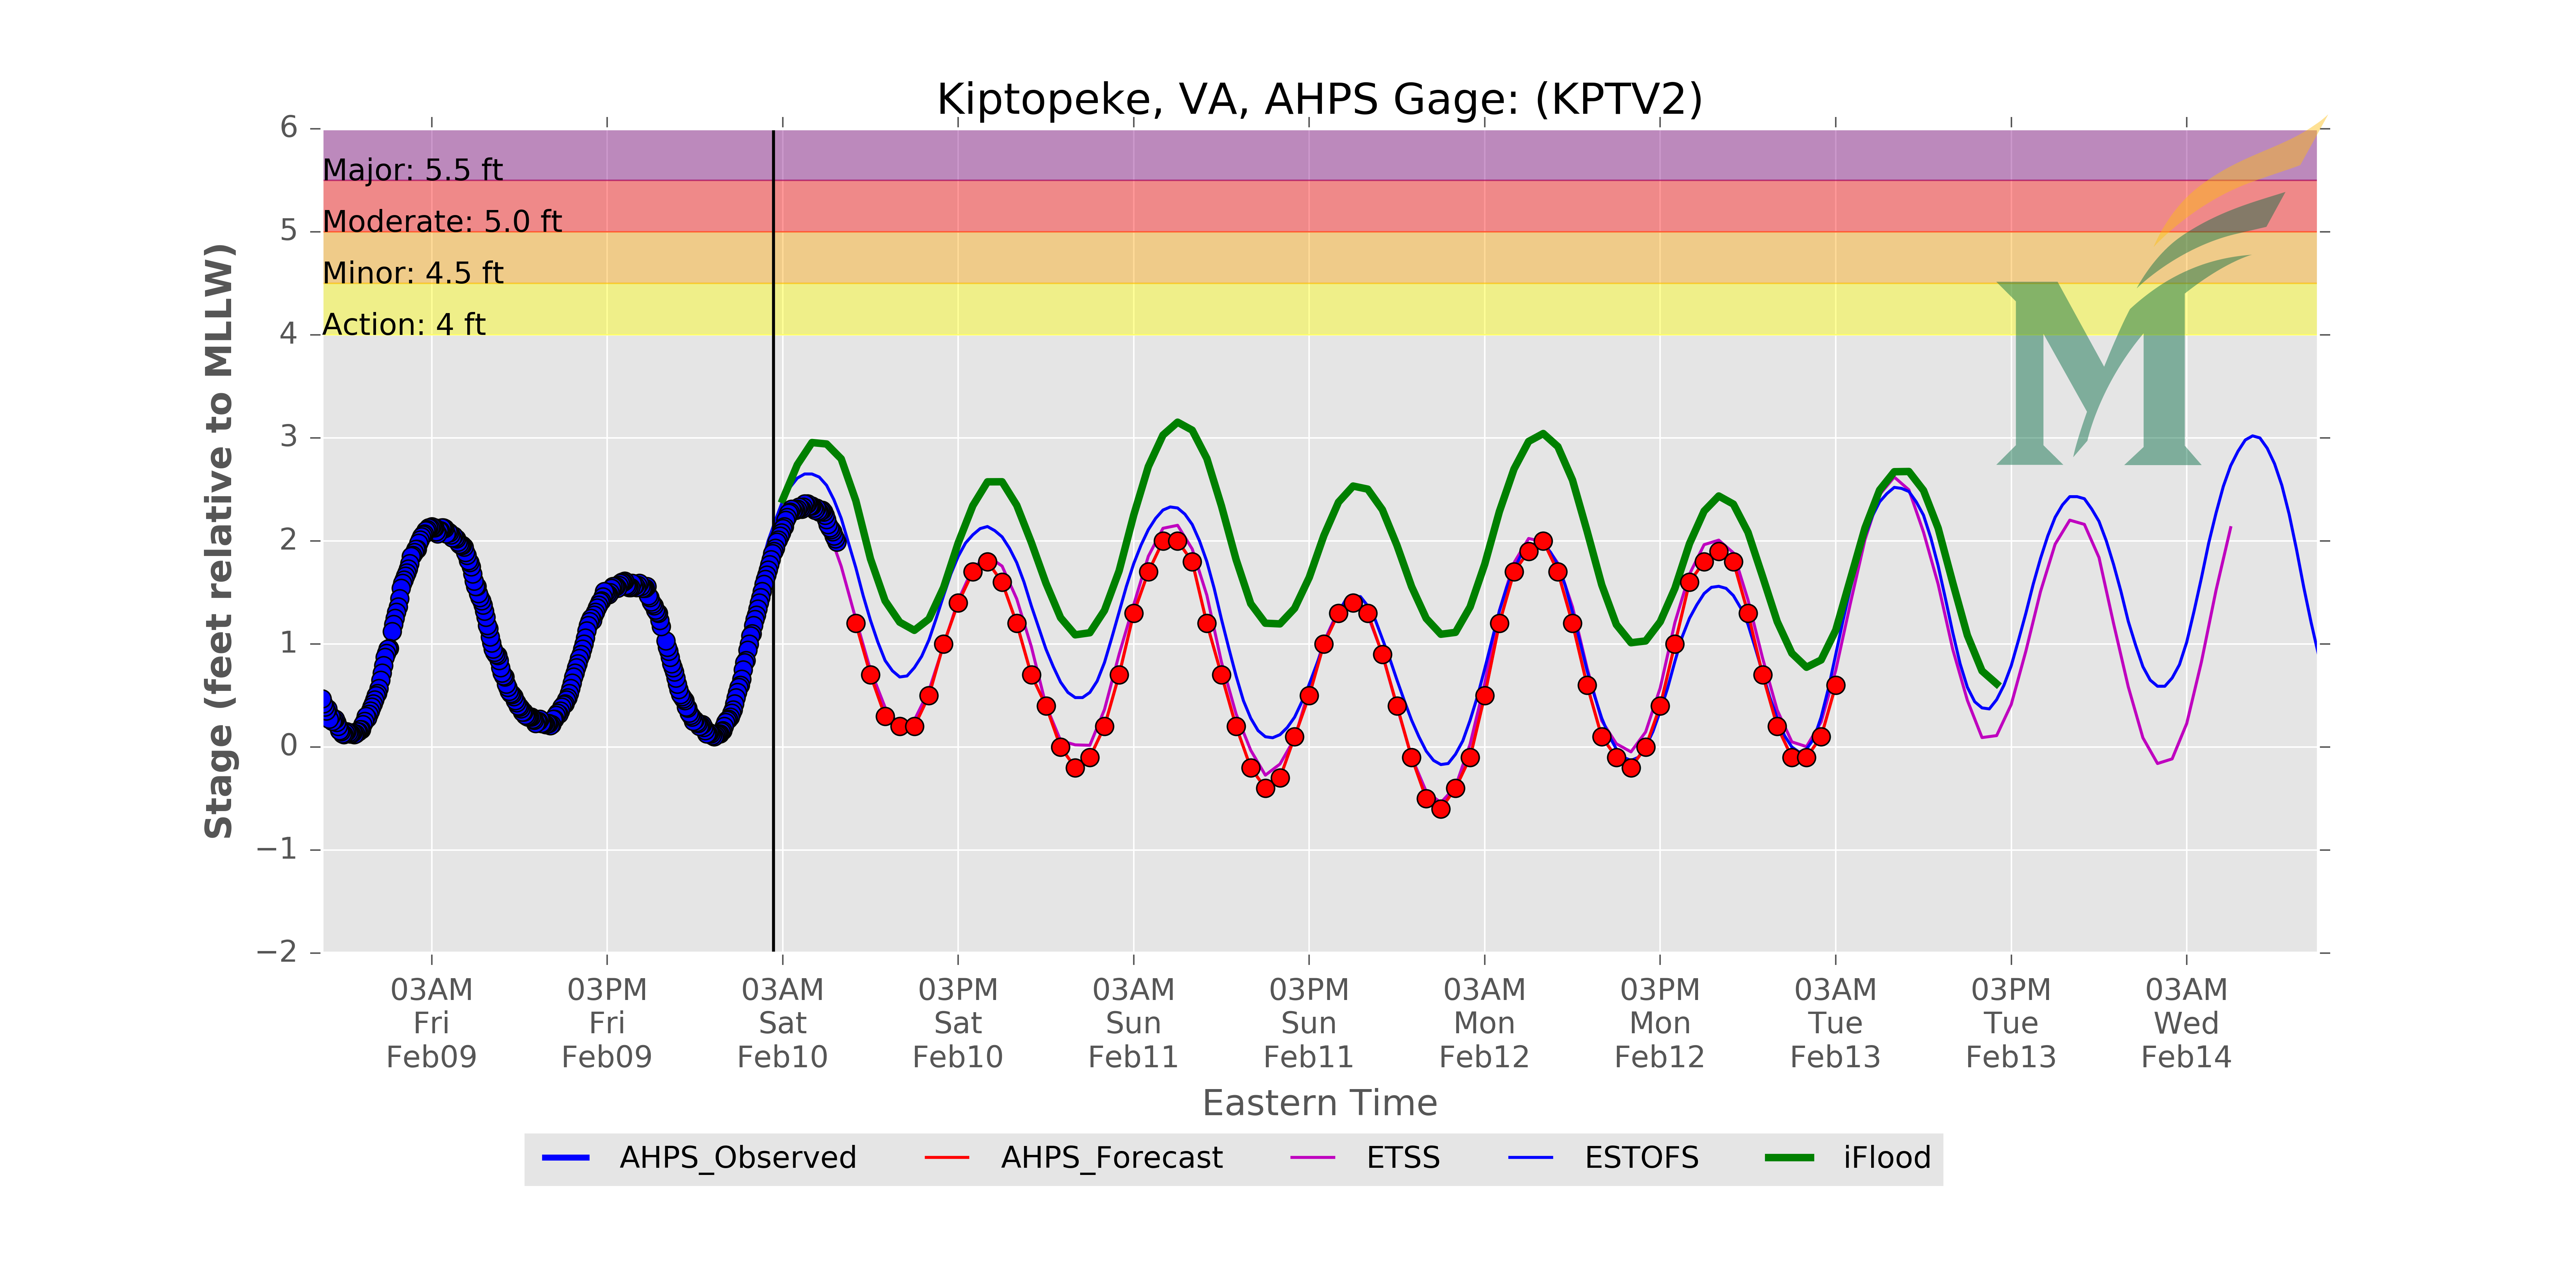 Kiptopeke, VA, AHPS Gage: (KPTV2)
6
5
4
3
2
1
0
−1
−2
Stage (feet relative to MLLW)
Major: 5.5 ft
Moderate: 5.0 ft
Minor: 4.5 ft
Action: 4 ft
M
03AM 03PM 03AM 03PM 03AM 03PM 03AM 03PM 03AM 03PM 03AM
Fri Fri Sat Sat Sun Sun Mon Mon Tue Tue Wed
Feb09 Feb09 Feb10 Feb10 Feb11 Feb11 Feb12 Feb12 Feb13 Feb13 Feb14
Eastern Time
AHPS_Observed AHPS_Forecast ETSS ESTOFS iFlood